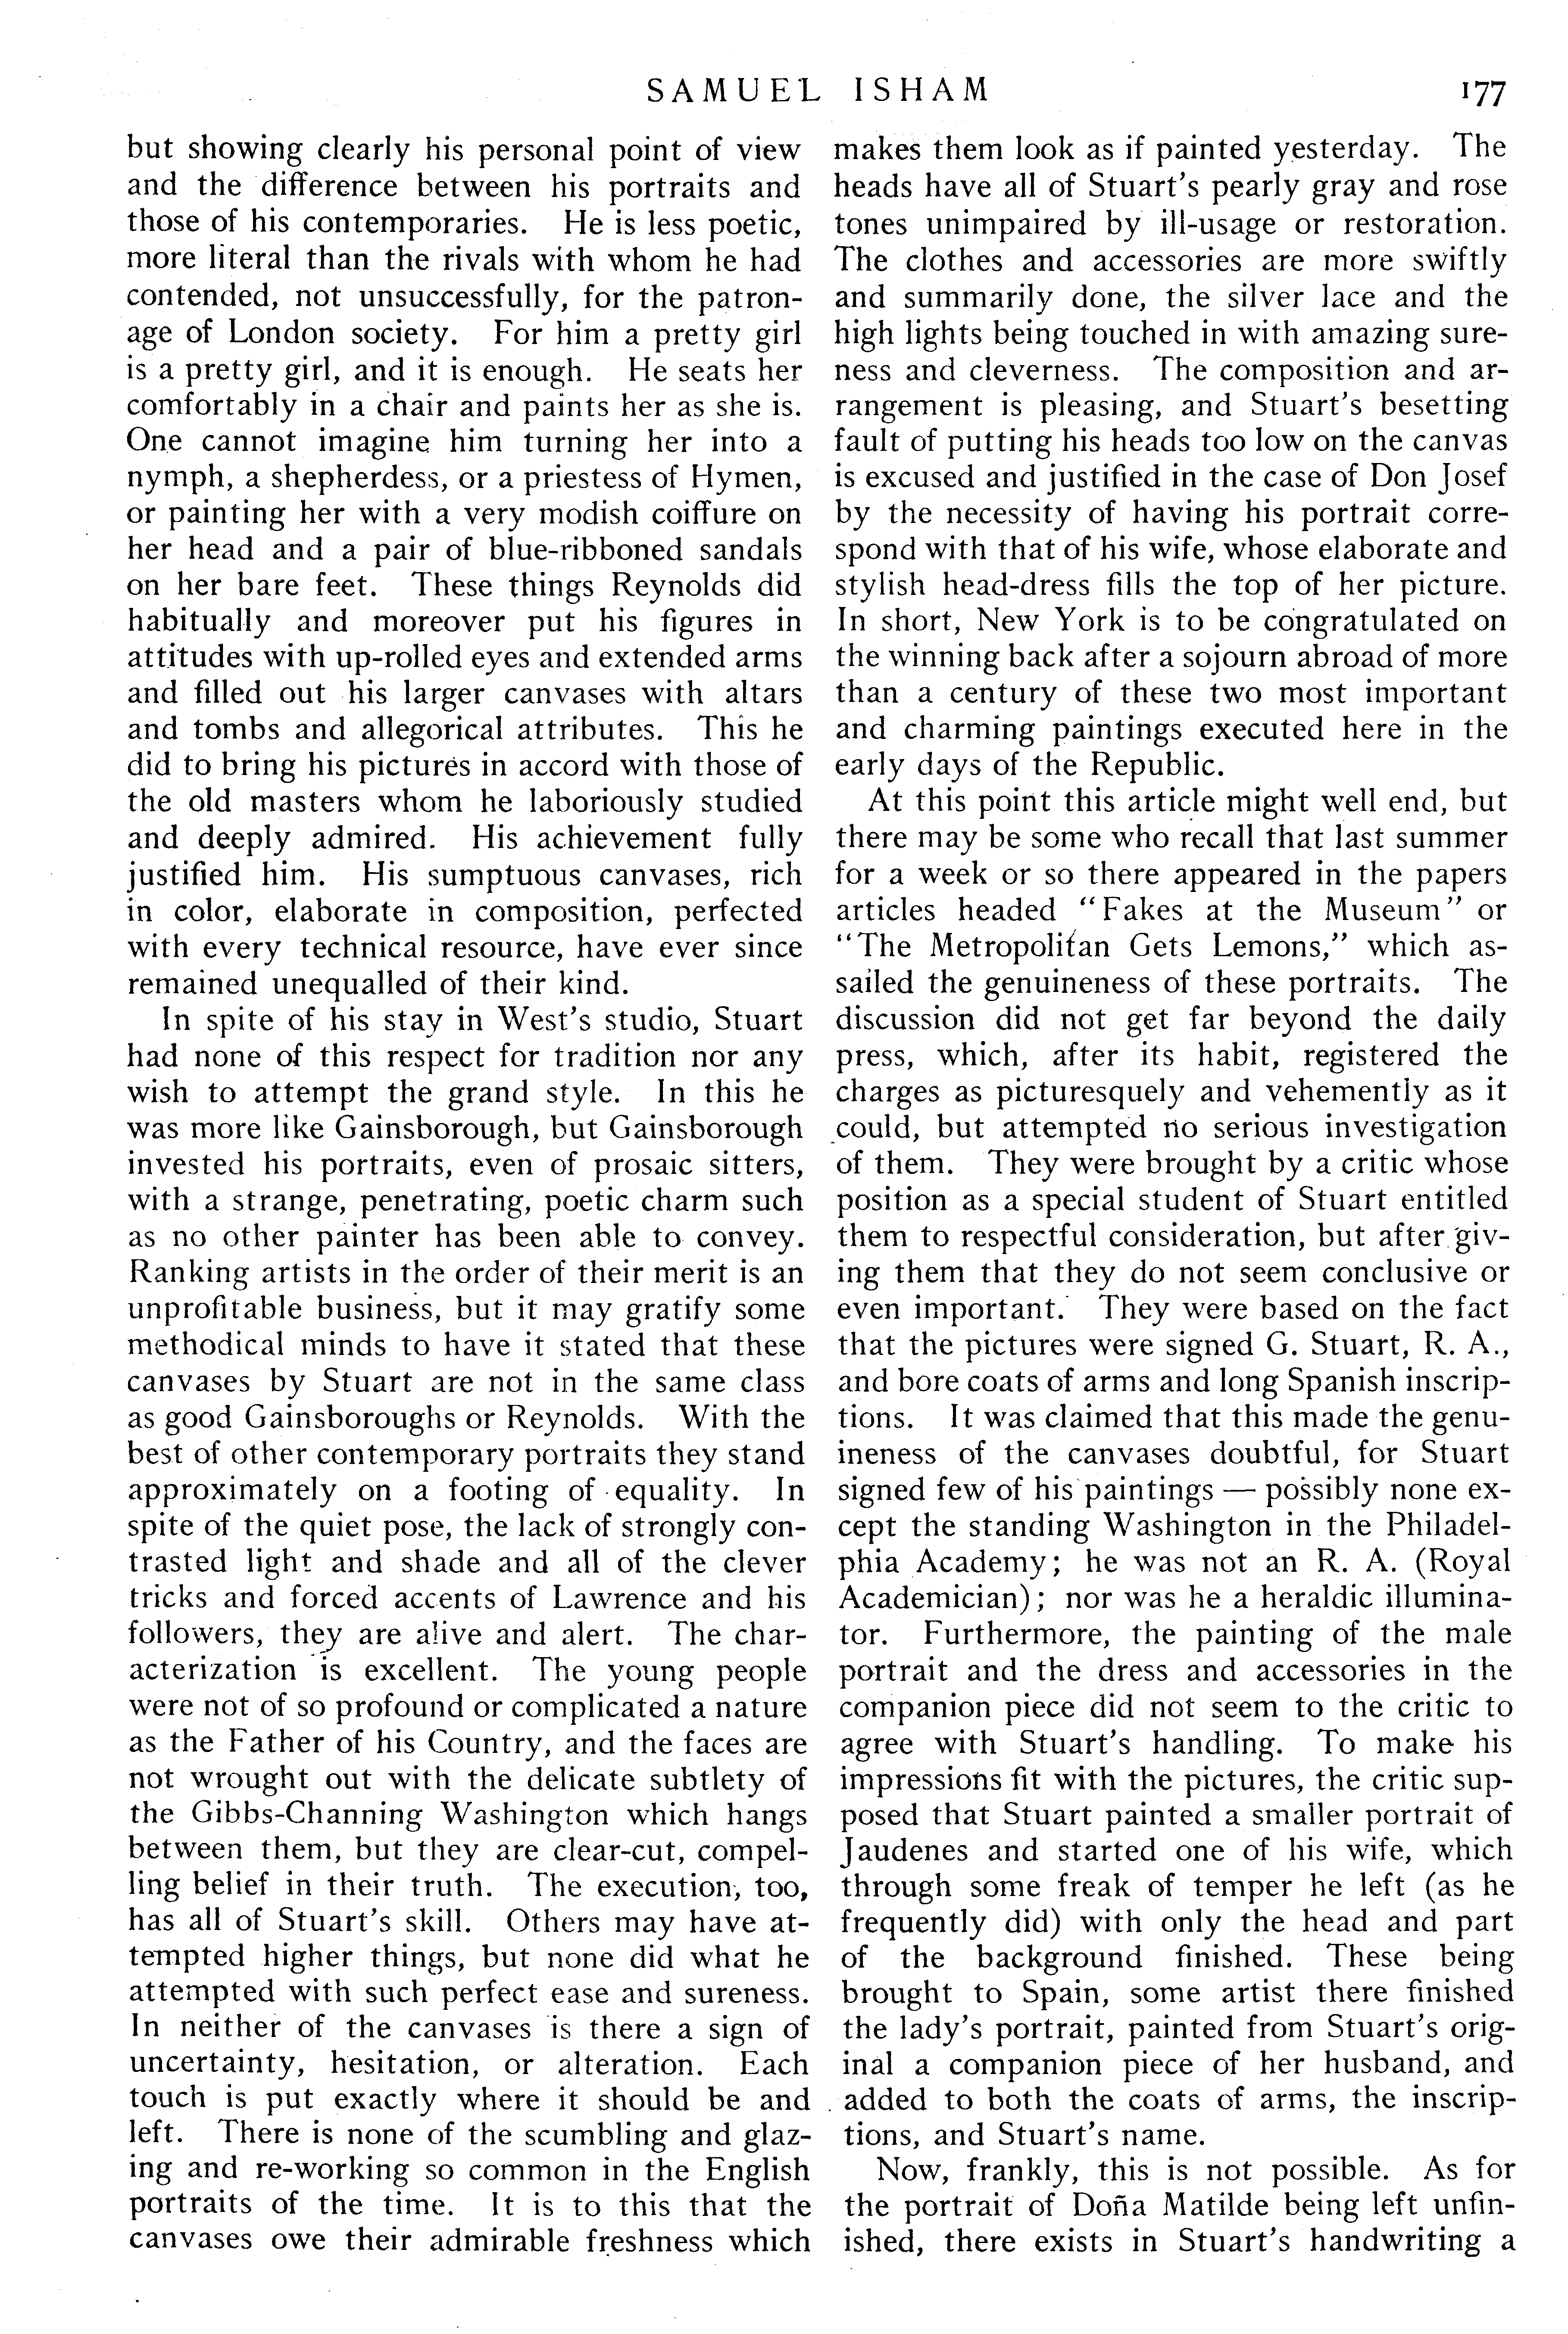 SAMUEL ISHAM 177
but showing clearly his personal point of view
and the difference between his portraits and
those of his contemporaries. He is less poetic,
more literal than the rivals with whom he had
contended, not unsuccessfully, for the patron-
age of London society. For him a pretty girl
is a pretty girl, and it is enough. He seats her
comfortably in a chair and paints her as she is.
One cannot imagine him turning her into a
nymph, a shepherdess, or a priestess of Hymen,
or painting her with a very modish coiffure on
her head and a pair of blue-ribboned sandals
on her bare feet. These things Reynolds did
habitually and moreover put his figures in
attitudes with up-rolled eyes and extended arms
and filled out his larger canvases with altars
and tombs and allegorical attributes. This he
did to bring his pictures in accord with those of
the old masters whom he laboriously studied
and deeply admired. His achievement fully
justified him. His sumptuous canvases, rich
in color, elaborate in composition, perfected
with every technical resource, have ever since
remained unequalled of their kind.
In spite of his stay in West's studio, Stuart
had none of this respect for tradition nor any
wish to attempt the grand style. In this he
was more like Gainsborough, but Gainsborough
invested his portraits, even of prosaic sitters,
with a strange, penetrating, poetic charm such
as no other painter has been able to convey.
Ranking artists in the order of their merit is an
unprofitable business, but it may gratify some
methodical minds to have it stated that these
canvases by Stuart are not in the same class
as good Gainsboroughs or Reynolds. With the
best of other contemporary portraits they stand
approximately on a footing of equality. In
spite of the quiet pose, the lack of strongly con-
trasted light and shade and all of the clever
tricks and forced accents of Lawrence and his
followers, they are alive and alert. The char-
acterization is excellent. The young people
were not of so profound or complicated a nature
as the Father of his Country, and the faces are
not wrought out with the delicate subtlety of
the Gibbs-Channing Washington which hangs
between them, but they are clear-cut, compel-
ling belief in their truth. The execution, too,
has all of Stuart's skill. Others may have at-
tempted higher things, but none did what he
attempted with such perfect ease and sureness.
In neither of the canvases is there a sign of
uncertainty, hesitation, or alteration. Each
touch is put exactly where it should be and
left. There is none of the scumbling and glaz-
ing and re-working so common in the English
portraits of the time. It is to this that the
canvases owe their admirable freshness which
makes them look as if painted yesterday. The
heads have all of Stuart's pearly gray and rose
tones unimpaired by ill-usage or restoration.
The clothes and accessories are more swiftly
and summarily done, the silver lace and the
high lights being touched in with amazing sure-
ness and cleverness. The composition and ar-
rangement is pleasing, and Stuart's besetting
fault of putting his heads too low on the canvas
is excused and justified in the case of Don Josef
by the necessity of having his portrait corre-
spond with that of his wife, whose elaborate and
stylish head-dress fills the top of her picture.
In short, New York is to be congratulated on
the winning back after a sojourn abroad of more
than a century of these two most important
and charming paintings executed here in the
early days of the Republic.
At this point this article might well end, but
there may be some who recall that last summer
for a week or so there appeared in the papers
articles headed "Fakes at the Museum" or
"The Metropolitan Gets Lemons," which as-
sailed the genuineness of these portraits. The
discussion did not get far beyond the daily
press, which, after its habit, registered the
charges as picturesquely and vehemently as it
could, but attempted no serious investigation
of them. They were brought by a critic whose
position as a special student of Stuart entitled
them to respectful consideration, but after giv-
ing them that they do not seem conclusive or
even important. They were based on the fact
that the pictures were signed G. Stuart, R. A.,
and bore coats of arms and long Spanish inscrip-
tions. It was claimed that this made the genu-
ineness of the canvases doubtful, for Stuart
signed few of his paintings — possibly none ex-
cept the standing Washington in the Philadel-
phia Academy; he was not an R. A. (Royal
Academician); nor was he a heraldic illumina-
tor. Furthermore, the painting of the male
portrait and the dress and accessories in the
companion piece did not seem to the critic to
agree with Stuart's handling. To make his
impressions fit with the pictures, the critic sup-
posed that Stuart painted a smaller portrait of
Jaudenes and started one of his wife, which
through some freak of temper he left (as he
frequently did) with only the head and part
of the background finished. These being
brought to Spain, some artist there finished
the lady's portrait, painted from Stuart's orig-
inal a companion piece of her husband, and
added to both the coats of arms, the inscrip-
tions, and Stuart's name.
Now, frankly, this is not possible. As for
the portrait of Doña Matilde being left unfin-
ished, there exists in Stuart's handwriting a